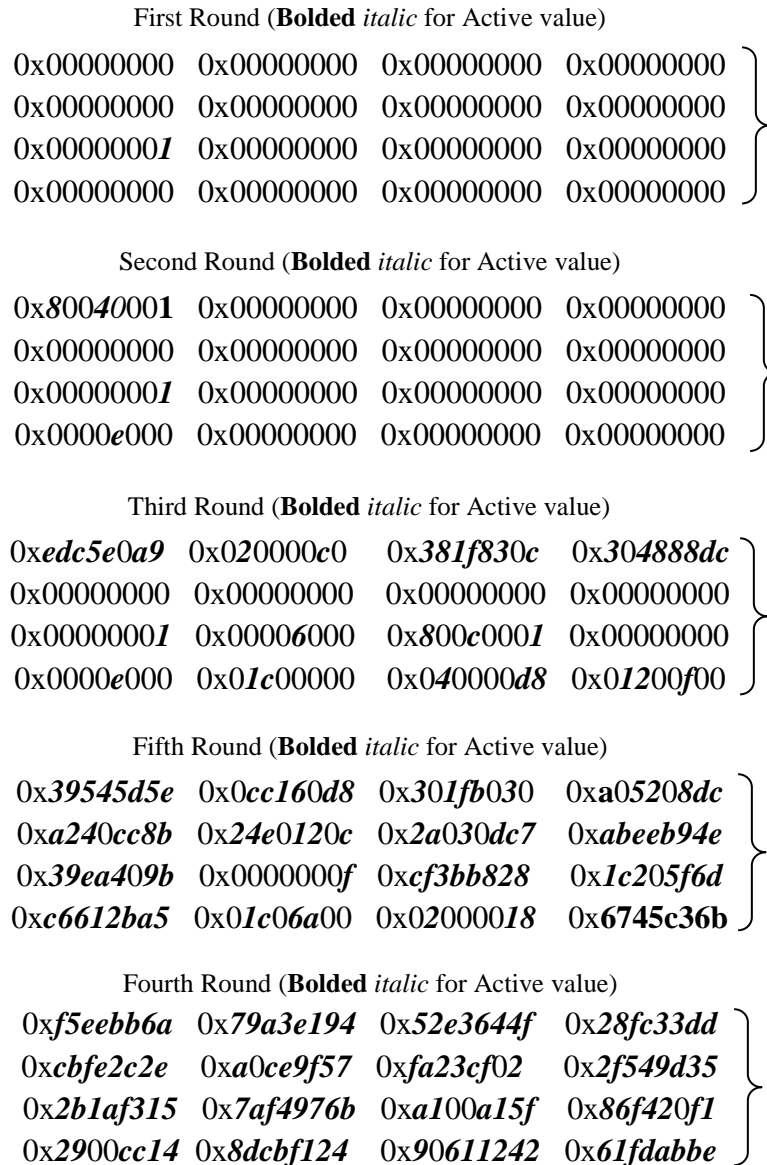 First Round (Bolded italic for Active value)
0x00000000 0x00000000 0x00000000 0x00000000
0x00000000 0x00000000 0x00000000 0x00000000
0x00000001 0x00000000 0x00000000 0x00000000
0x00000000 0x00000000 0x00000000 0x00000000
Second Round (Bolded italic for Active value)
0x80040001 0x00000000 0x00000000 0x00000000
0x00000000 0x00000000 0x00000000 0x00000000
0x00000001 0x00000000 0x00000000 0x00000000
0x0000e000 0x00000000 0x00000000 0x00000000
Third Round (Bolded italic for Active value)
0xedc5e0a9 0x020000c0 0x381f830c 0x304888dc
0x00000000 0x00000000 0x00000000 0x00000000
0x00000001 0x00006000 0x800c0001 0x00000000
0x0000e000 0x01c00000 0x040000d8 0x01200f00
Fifth Round (Bolded italic for Active value)
0x39545d5e 0x0cc160d8 0x301fb030 0xa05208dc
0xa240cc8b 0x24e0120c 0x2a030dc7 0xabeeb94e
0x39ea409b 0x0000000f 0xcf3bb828 0x1c205f6d
0xc6612ba5 0x01c06a00 0x02000018 0x6745c36b
Fourth Round (Bolded italic for Active value)
0xf5eebb6a 0x79a3e194 0x52e3644f 0x28fc33dd
0xcbfe2c2e 0xa0ce9f57 0xfa23cf02 0x2f549d35
0x2b1af315 0x7af4976b 0xa100a15f 0x86f420f1
0x2900cc14 0x8dcbf124 0x90611242 0x61fdabbe